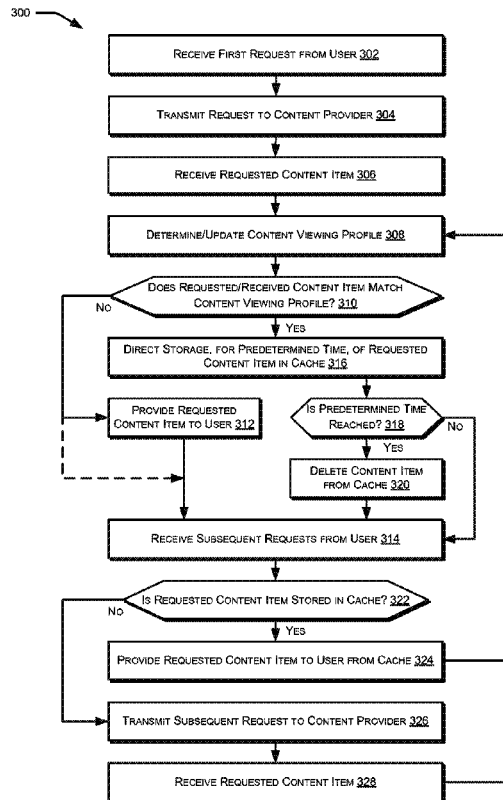 300
RECEIVE FIRST REQUEST FROM USER 302
TRANSMIT REQUEST TO CONTENT PROVIDER 304
RECEIVE REQUESTED CONTENT ITEM 306
DETERMINE/UPDATE CONTENT VIEWING PROFILE 308
DOES REQUESTED/RECEIVED CONTENT ITEM MATCH
CONTENT VIEWING PROFILE? 310
NO
YES
DIRECT STORAGE, FOR PREDETERMINED TIME, OF REQUESTED
CONTENT ITEM IN CACHE 316
PROVIDE REQUESTED
CONTENT ITEM TO USER 312
IS PREDETERMINED TIME
REACHED? 318
NO
YES
DELETE CONTENT ITEM
FROM CACHE 320
RECEIVE SUBSEQUENT REQUESTS FROM USER 314
IS REQUESTED CONTENT ITEM STORED IN CACHE? 322
NO
YES
PROVIDE REQUESTED CONTENT ITEM TO USER FROM CACHE 324
TRANSMIT SUBSEQUENT REQUEST TO CONTENT PROVIDER 326
RECEIVE REQUESTED CONTENT ITEM 328